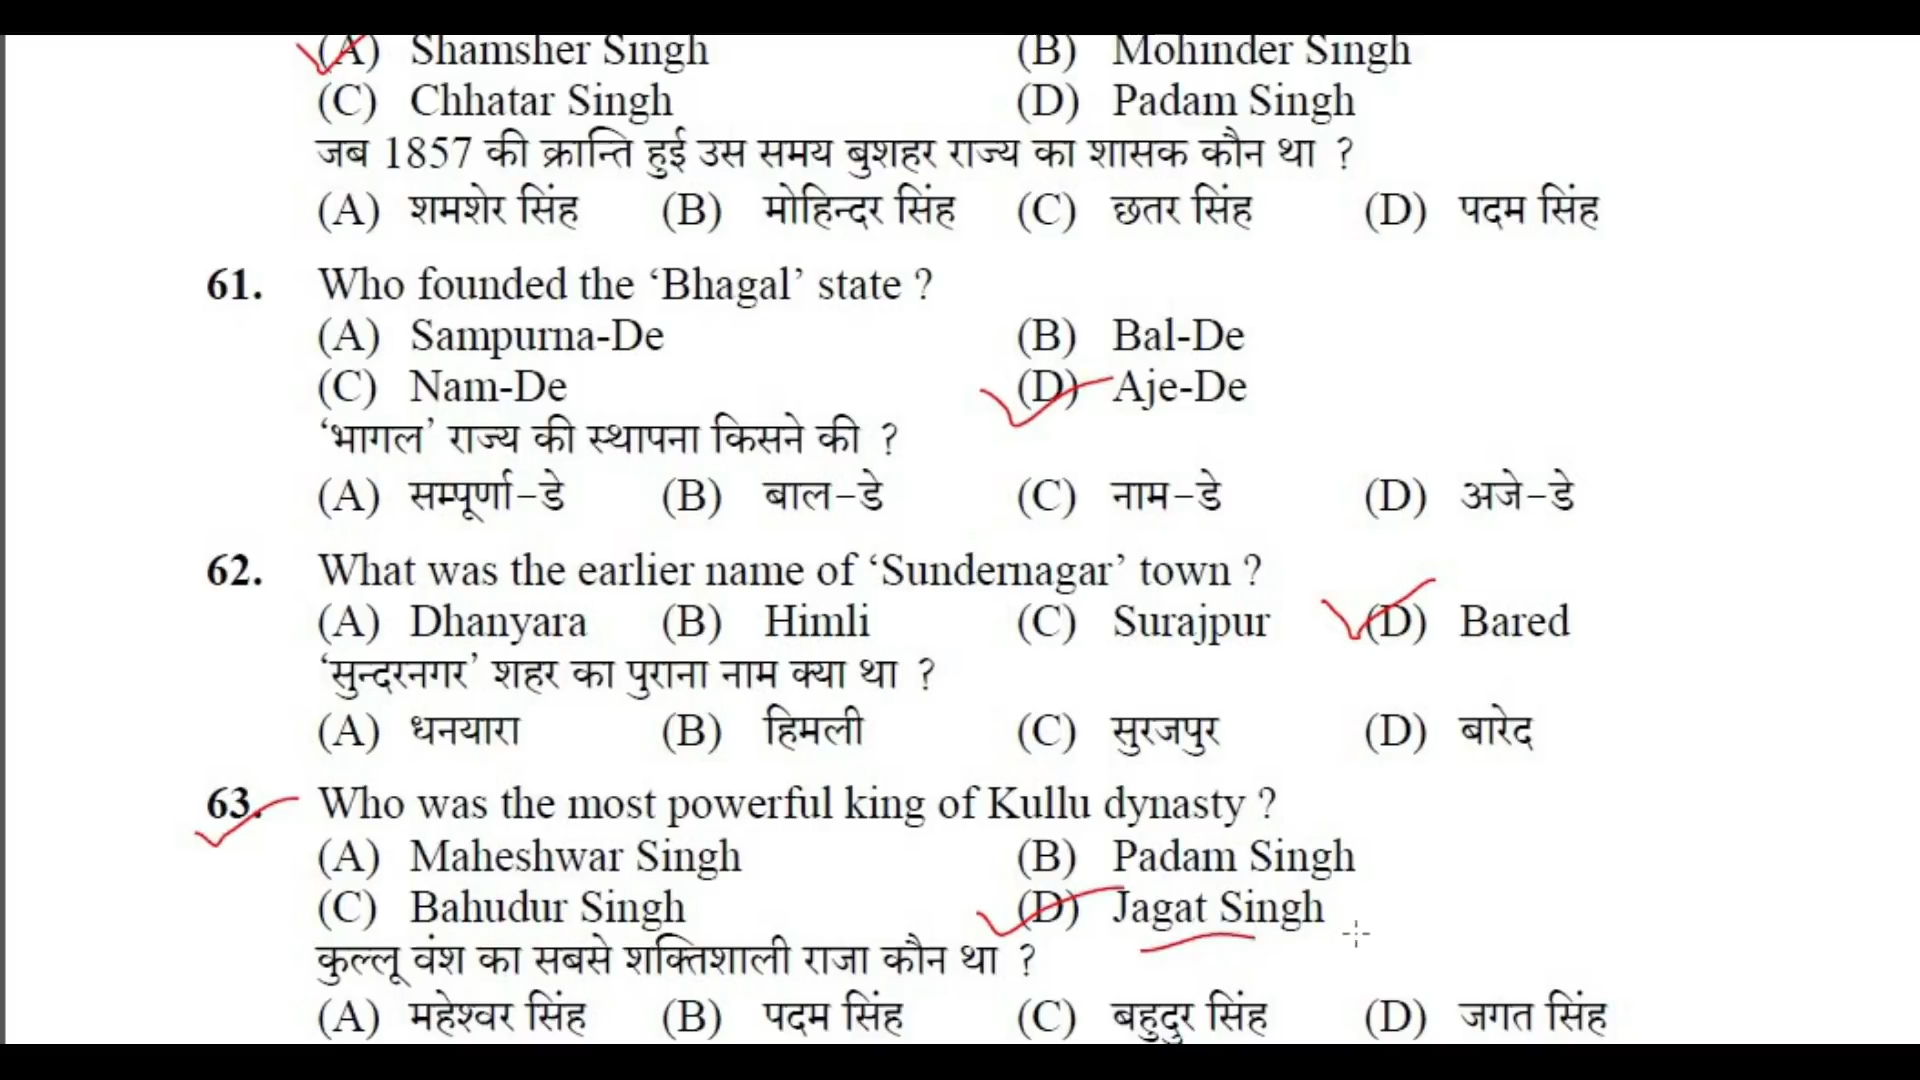 (A) Shamsher Singh (B) Mohinder Singh
(C) Chhatar Singh (D) Padam Singh
जब 1857 की क्रान्ति हुई उस समय बुशहर राज्य का शासक कौन था ?
(A) शमशेर सिंह (B) मोहिन्दर सिंह (C) छतर सिंह (D) पदम सिंह
61. Who founded the ‘Bhagal’ state ?
(A) Sampurna-De (B) Bal-De
(C) Nam-De (D) Aje-De
‘भागल’ राज्य की स्थापना किसने की ?
(A) सम्पूर्णा-डे (B) बाल-डे (C) नाम-डे (D) अजे-डे
62. What was the earlier name of ‘Sundernagar’ town ?
(A) Dhanyara (B) Himli (C) Surajpur (D) Bared
‘सुन्दरनगर’ शहर का पुराना नाम क्या था ?
(A) धनयारा (B) हिमली (C) सुरजपुर (D) बारेद
63. Who was the most powerful king of Kullu dynasty ?
(A) Maheshwar Singh (B) Padam Singh
(C) Bahudur Singh (D) Jagat Singh
कुल्लू वंश का सबसे शक्तिशाली राजा कौन था ?
(A) महेश्वर सिंह (B) पदम सिंह (C) बहुदुर सिंह (D) जगत सिंह